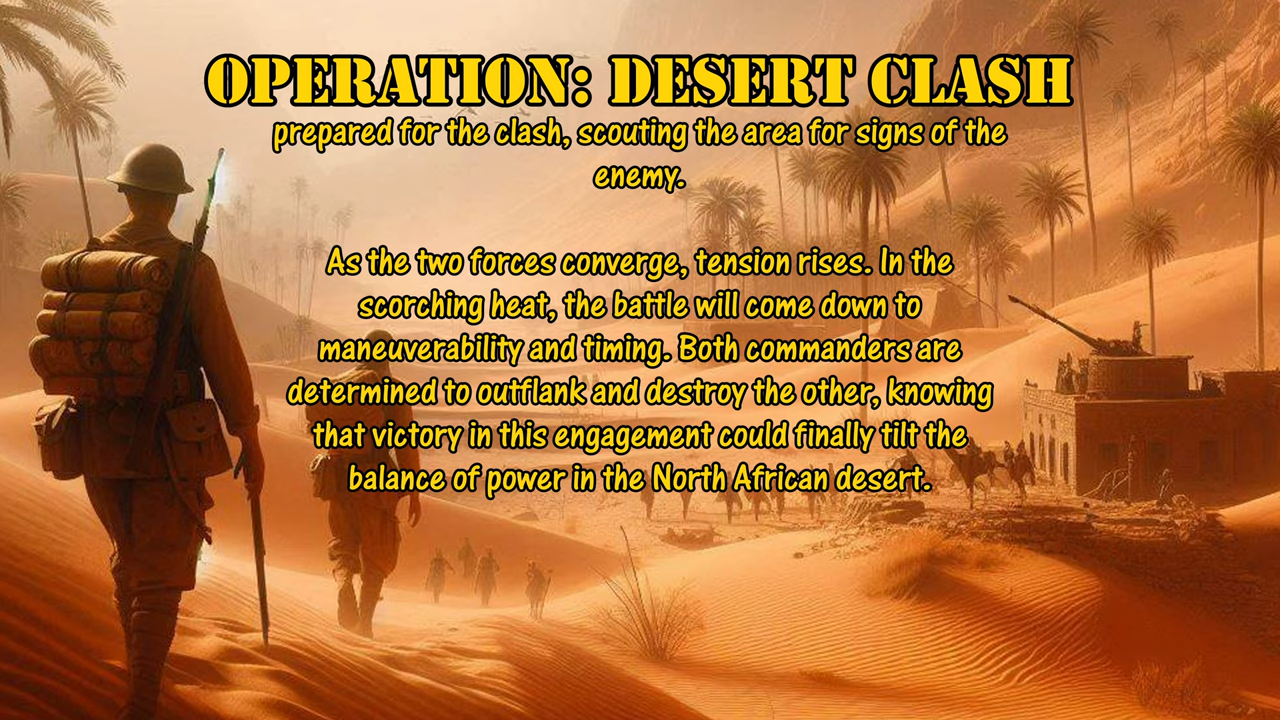 OPERATION: DESERT CLASH
prepared for the clash, scouting the area for signs of the
enemy.
As the two forces converge, tension rises. In the
scorching heat, the battle will come down to
maneuverability and timing. Both commanders are
determined to outflank and destroy the other, knowing
that victory in this engagement could finally tilt the
balance of power in the North African desert.